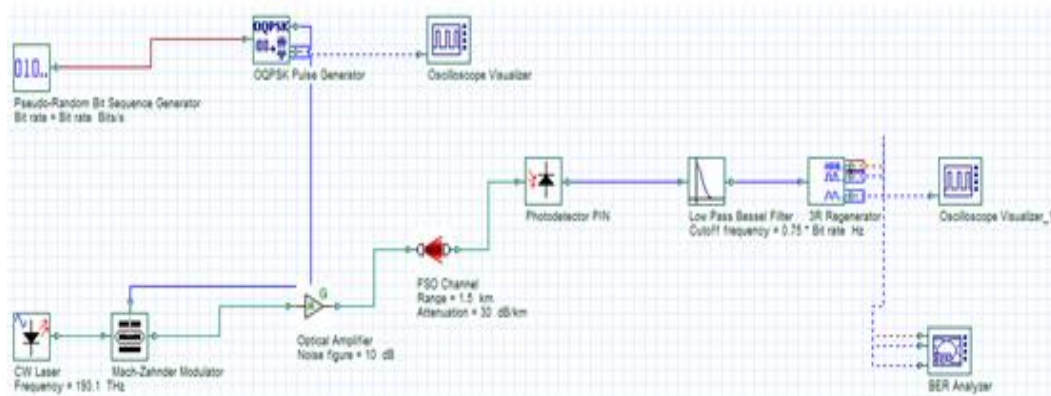 OQPSK
010..
OQPSK Pulse Generator
Oscilloscope Visualizer
Pseudo-Random Bit Sequence Generator
Bit rate = Bit rate Bits/s
Photodetector PIN
Low Pass Bessel Filter
Cutoff frequency = 0.75 * Bit rate Hz
3R Regenerator
Oscilloscope Visualizer_1
FSO Channel
Range = 1.5 km
Attenuation = 30 dB/km
G
Optical Amplifier
Noise figure = 10 dB
CW Laser
Frequency = 193.1 THz
Mach-Zehnder Modulator
BER Analyzer